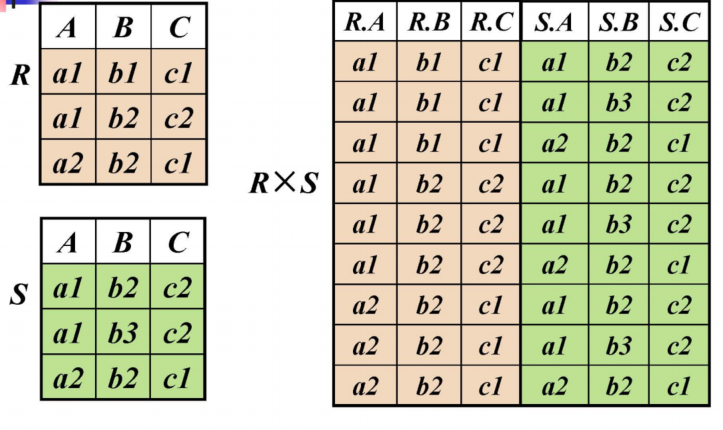 R
A B C
a1 b1 c1
a1 b2 c2
a2 b2 c1
S
A B C
a1 b2 c2
a1 b3 c2
a2 b2 c1
R×S
R.A R.B R.C S.A S.B S.C
a1 b1 c1 a1 b2 c2
a1 b1 c1 a1 b3 c2
a1 b1 c1 a2 b2 c1
a1 b2 c2 a1 b2 c2
a1 b2 c2 a1 b3 c2
a1 b2 c2 a2 b2 c1
a2 b2 c1 a1 b2 c2
a2 b2 c1 a1 b3 c2
a2 b2 c1 a2 b2 c1